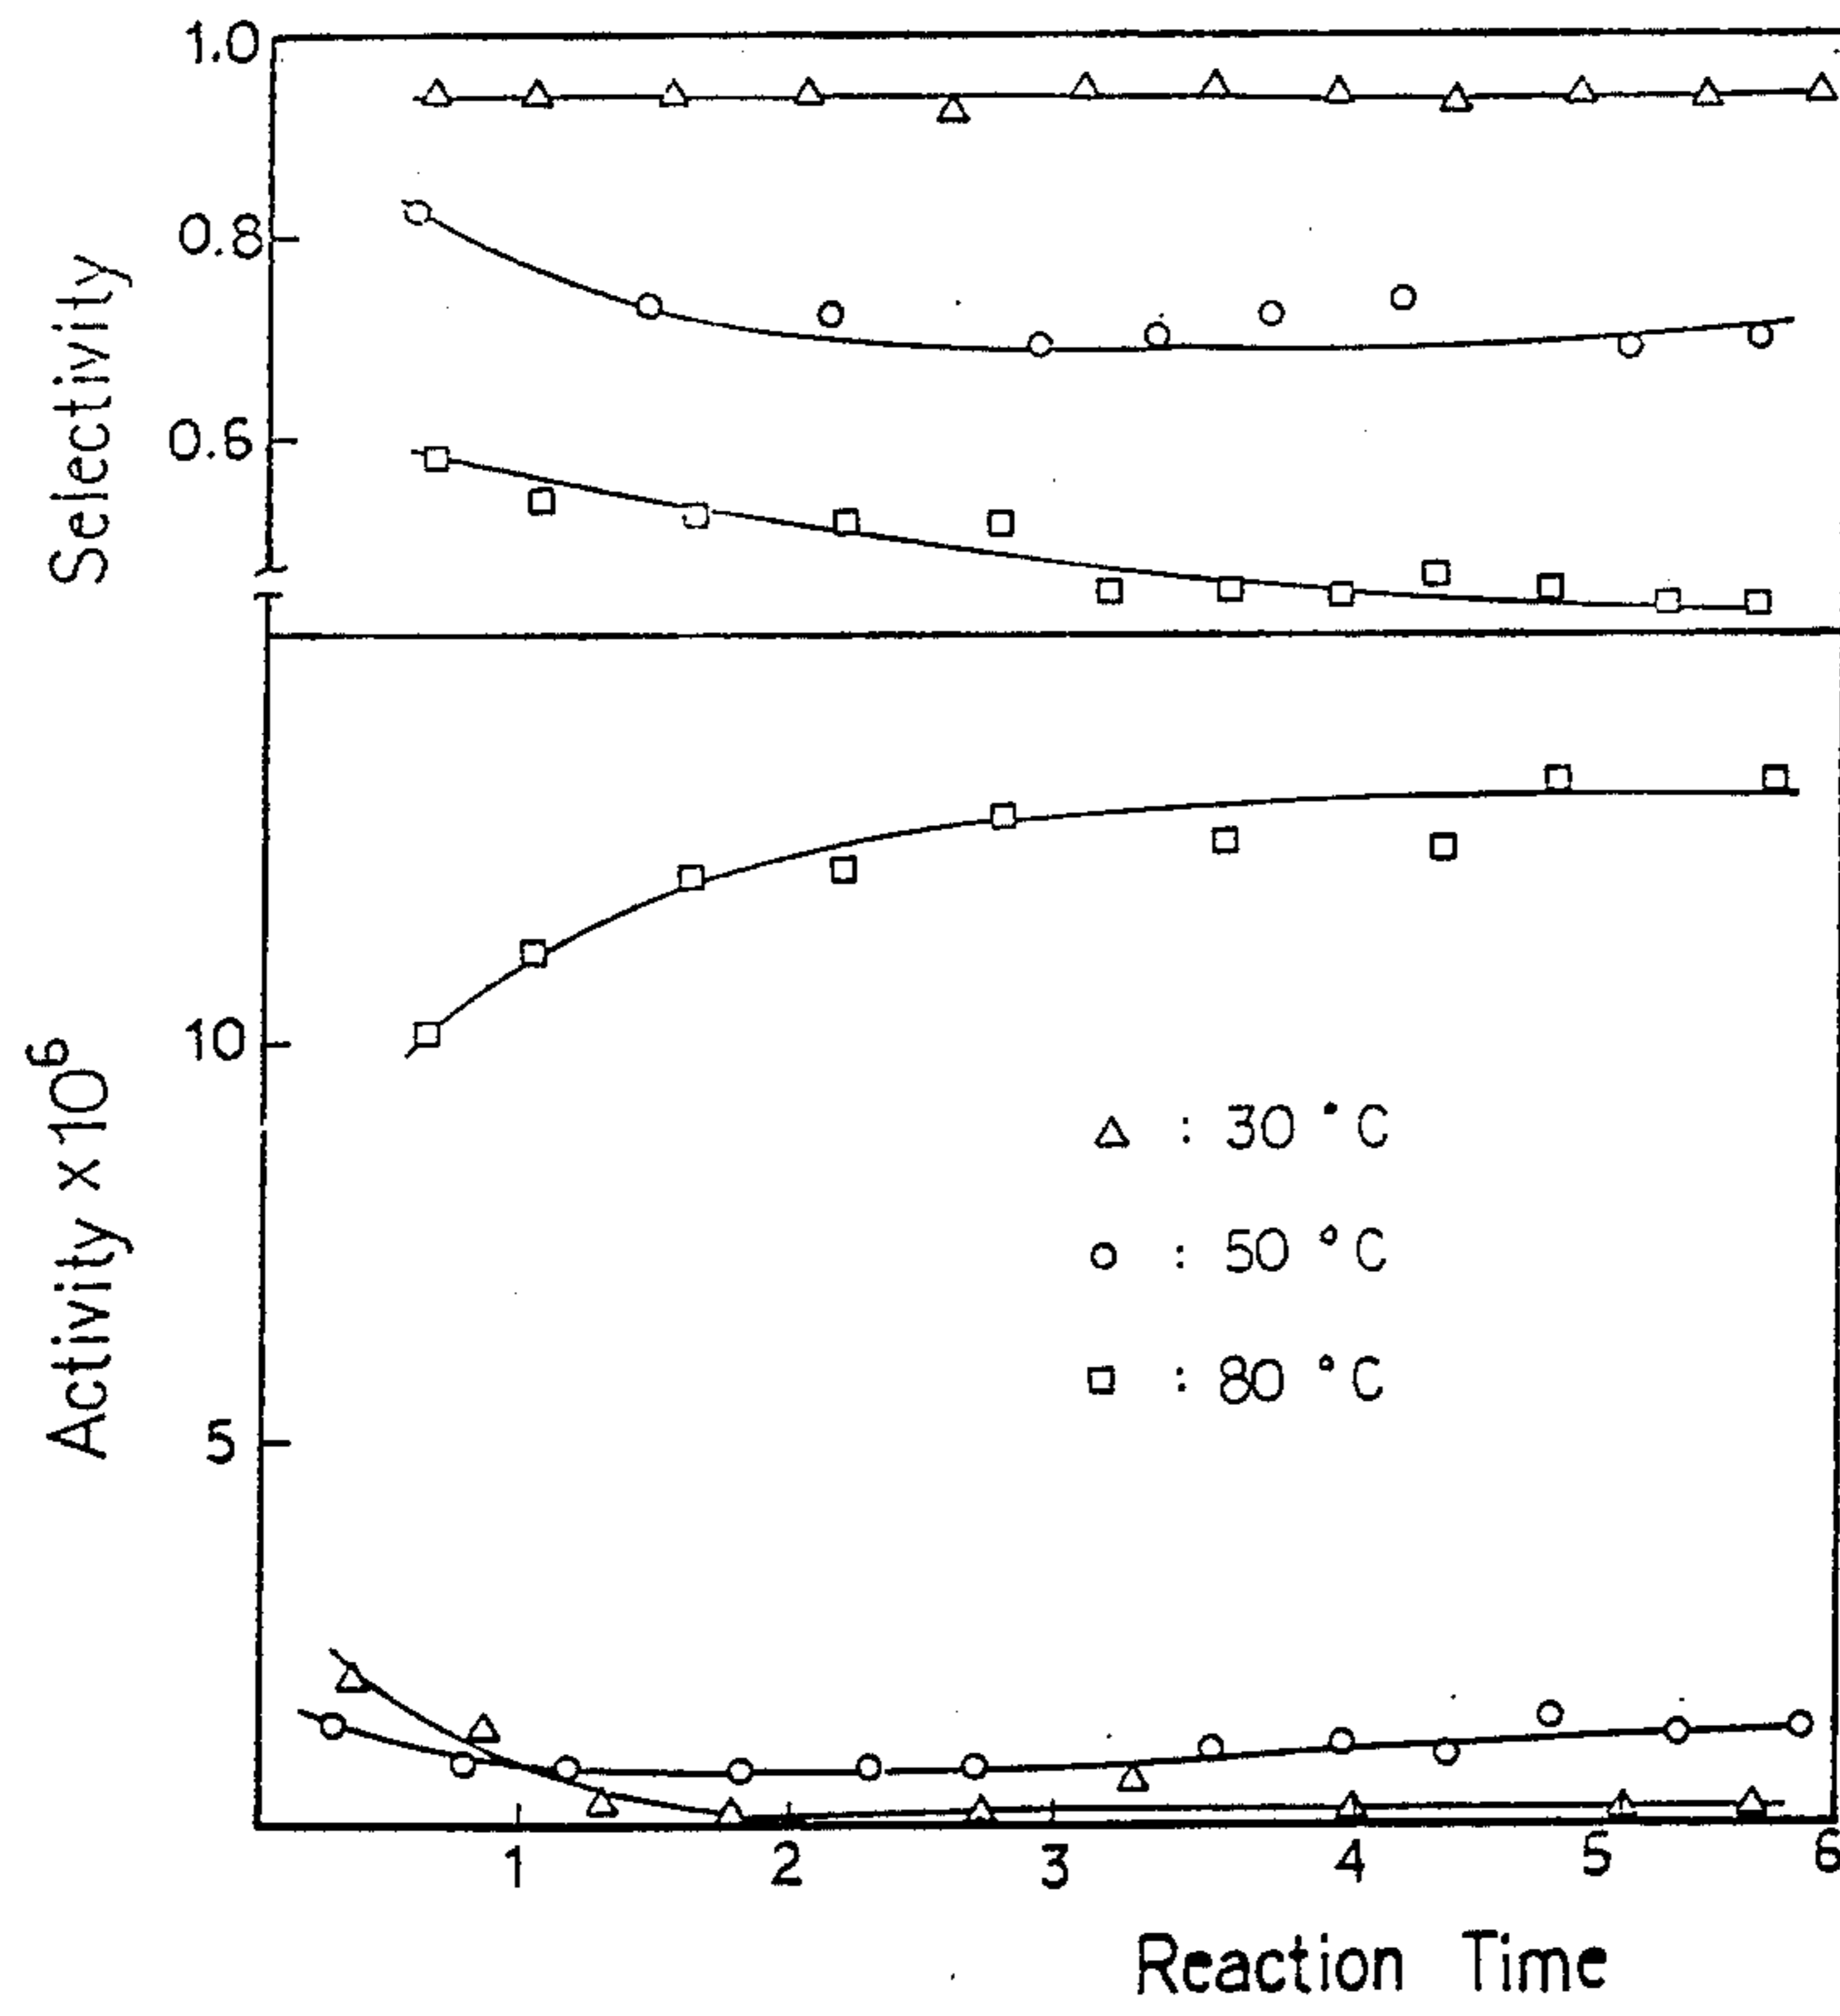 1.0
0.8
0.6
Selectivity
10
5
Activity x10⁶
△ : 30 °C
○ : 50 °C
□ : 80 °C
1 2 3 4 5 6
Reaction Time